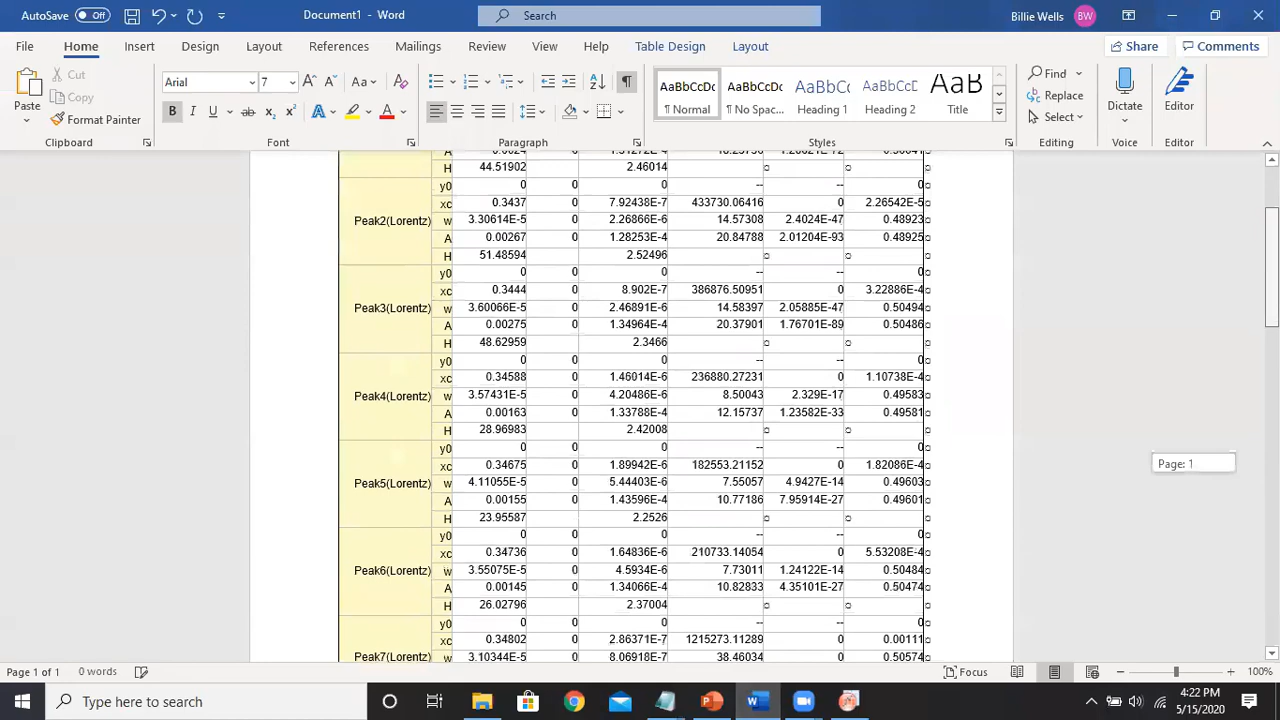 AutoSave Off Document1 - Word Search Billie Wells BW
File Home Insert Design Layout References Mailings Review View Help Table Design Layout Share Comments
Paste Cut Copy Format Painter
Arial 7 Aa
B I U ab x₂ x² A A
AaBbCcDc AaBbCcDc AaBbCc AaBbCcE AaB
¶ Normal ¶ No Spac... Heading 1 Heading 2 Title
Find Replace Select Dictate Editor
Clipboard Font Paragraph Styles Editing Voice Editor
H 44.51902 2.46014 ¤ ¤ ¤
Peak2(Lorentz)
y0 0 0 0 -- -- 0¤
xc 0.3437 0 7.92438E-7 433730.06416 0 2.26542E-5¤
w 3.30614E-5 0 2.26866E-6 14.57308 2.4024E-47 0.48923¤
A 0.00267 0 1.28253E-4 20.84788 2.01204E-93 0.48925¤
H 51.48594 2.52496 ¤ ¤ ¤
Peak3(Lorentz)
y0 0 0 0 -- -- 0¤
xc 0.3444 0 8.902E-7 386876.50951 0 3.22886E-4¤
w 3.60066E-5 0 2.46891E-6 14.58397 2.05885E-47 0.50494¤
A 0.00275 0 1.34964E-4 20.37901 1.76701E-89 0.50486¤
H 48.62959 2.3466 ¤ ¤ ¤
Peak4(Lorentz)
y0 0 0 0 -- -- 0¤
xc 0.34588 0 1.46014E-6 236880.27231 0 1.10738E-4¤
w 3.57431E-5 0 4.20486E-6 8.50043 2.329E-17 0.49583¤
A 0.00163 0 1.33788E-4 12.15737 1.23582E-33 0.49581¤
H 28.96983 2.42008 ¤ ¤ ¤
Peak5(Lorentz)
y0 0 0 0 -- -- 0¤
xc 0.34675 0 1.89942E-6 182553.21152 0 1.82086E-4¤
w 4.11055E-5 0 5.44403E-6 7.55057 4.9427E-14 0.49603¤
A 0.00155 0 1.43596E-4 10.77186 7.95914E-27 0.49601¤
H 23.95587 2.2526 ¤ ¤ ¤
Peak6(Lorentz)
y0 0 0 0 -- -- 0¤
xc 0.34736 0 1.64836E-6 210733.14054 0 5.53208E-4¤
w 3.55075E-5 0 4.5934E-6 7.73011 1.24122E-14 0.50484¤
A 0.00145 0 1.34066E-4 10.82833 4.35101E-27 0.50474¤
H 26.02796 2.37004 ¤ ¤ ¤
Peak7(Lorentz)
y0 0 0 0 -- -- 0¤
xc 0.34802 0 2.86371E-7 1215273.11289 0 0.00111¤
w 3.10344E-5 0 8.06918E-7 38.46034 0 0.50574¤
Page: 1
Page 1 of 1 0 words Focus 100%
Type here to search
4:22 PM
5/15/2020